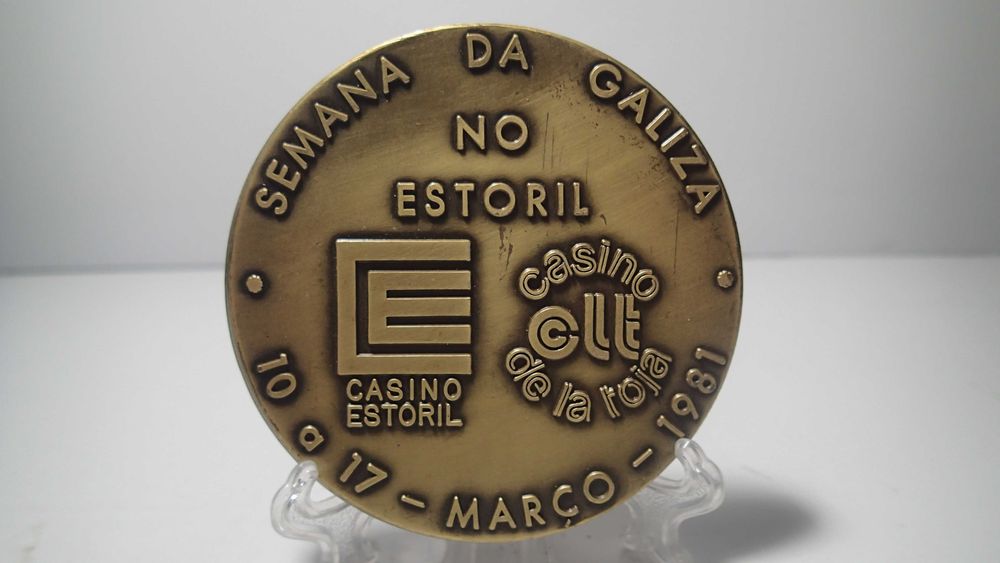 SEMANA DA GALIZA
NO
ESTORIL
CASINO
ESTORIL
casino
clt
de la toja
10 a 17 - MARÇO - 1981